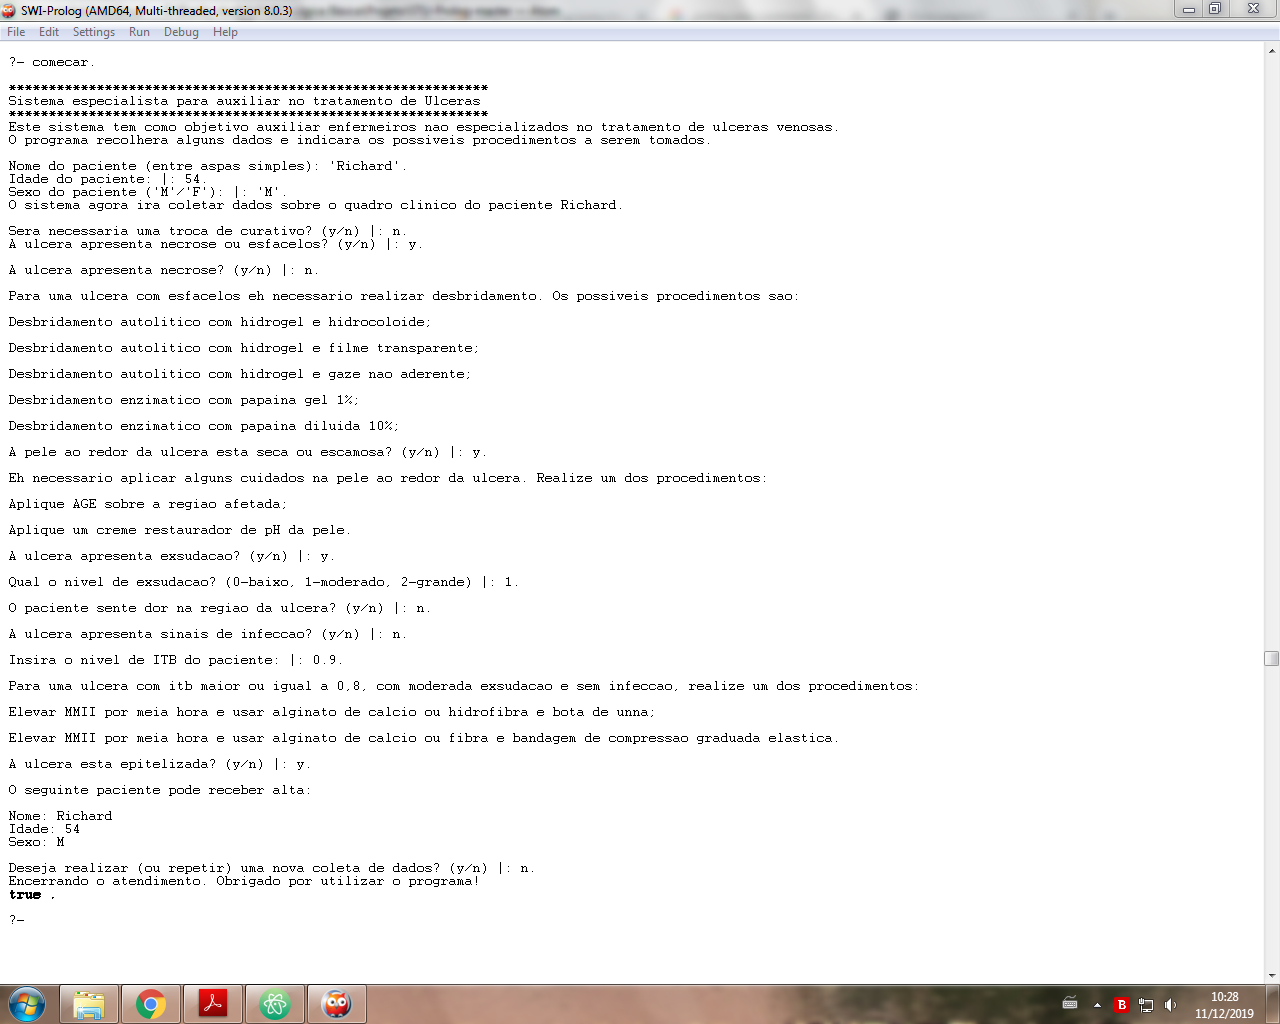 SWI-Prolog (AMD64, Multi-threaded, version 8.0.3)
File Edit Settings Run Debug Help
?- comecar.
************************************************************
Sistema especialista para auxiliar no tratamento de Ulceras
************************************************************
Este sistema tem como objetivo auxiliar enfermeiros nao especializados no tratamento de ulceras venosas.
O programa recolhera alguns dados e indicara os possiveis procedimentos a serem tomados.
Nome do paciente (entre aspas simples): 'Richard'.
Idade do paciente: |: 54.
Sexo do paciente ('M'/'F'): |: 'M'.
O sistema agora ira coletar dados sobre o quadro clinico do paciente Richard.
Sera necessaria uma troca de curativo? (y/n) |: n.
A ulcera apresenta necrose ou esfacelos? (y/n) |: y.
A ulcera apresenta necrose? (y/n) |: n.
Para uma ulcera com esfacelos eh necessario realizar desbridamento. Os possiveis procedimentos sao:
Desbridamento autolitico com hidrogel e hidrocoloide;
Desbridamento autolitico com hidrogel e filme transparente;
Desbridamento autolitico com hidrogel e gaze nao aderente;
Desbridamento enzimatico com papaina gel 1%;
Desbridamento enzimatico com papaina diluida 10%;
A pele ao redor da ulcera esta seca ou escamosa? (y/n) |: y.
Eh necessario aplicar alguns cuidados na pele ao redor da ulcera. Realize um dos procedimentos:
Aplique AGE sobre a regiao afetada;
Aplique um creme restaurador de pH da pele.
A ulcera apresenta exsudacao? (y/n) |: y.
Qual o nivel de exsudacao? (0-baixo, 1-moderado, 2-grande) |: 1.
O paciente sente dor na regiao da ulcera? (y/n) |: n.
A ulcera apresenta sinais de infeccao? (y/n) |: n.
Insira o nivel de ITB do paciente: |: 0.9.
Para uma ulcera com itb maior ou igual a 0,8, com moderada exsudacao e sem infeccao, realize um dos procedimentos:
Elevar MMII por meia hora e usar alginato de calcio ou hidrofibra e bota de unna;
Elevar MMII por meia hora e usar alginato de calcio ou fibra e bandagem de compressao graduada elastica.
A ulcera esta epitelizada? (y/n) |: y.
O seguinte paciente pode receber alta:
Nome: Richard
Idade: 54
Sexo: M
Deseja realizar (ou repetir) uma nova coleta de dados? (y/n) |: n.
Encerrando o atendimento. Obrigado por utilizar o programa!
true .
?-
10:28
11/12/2019